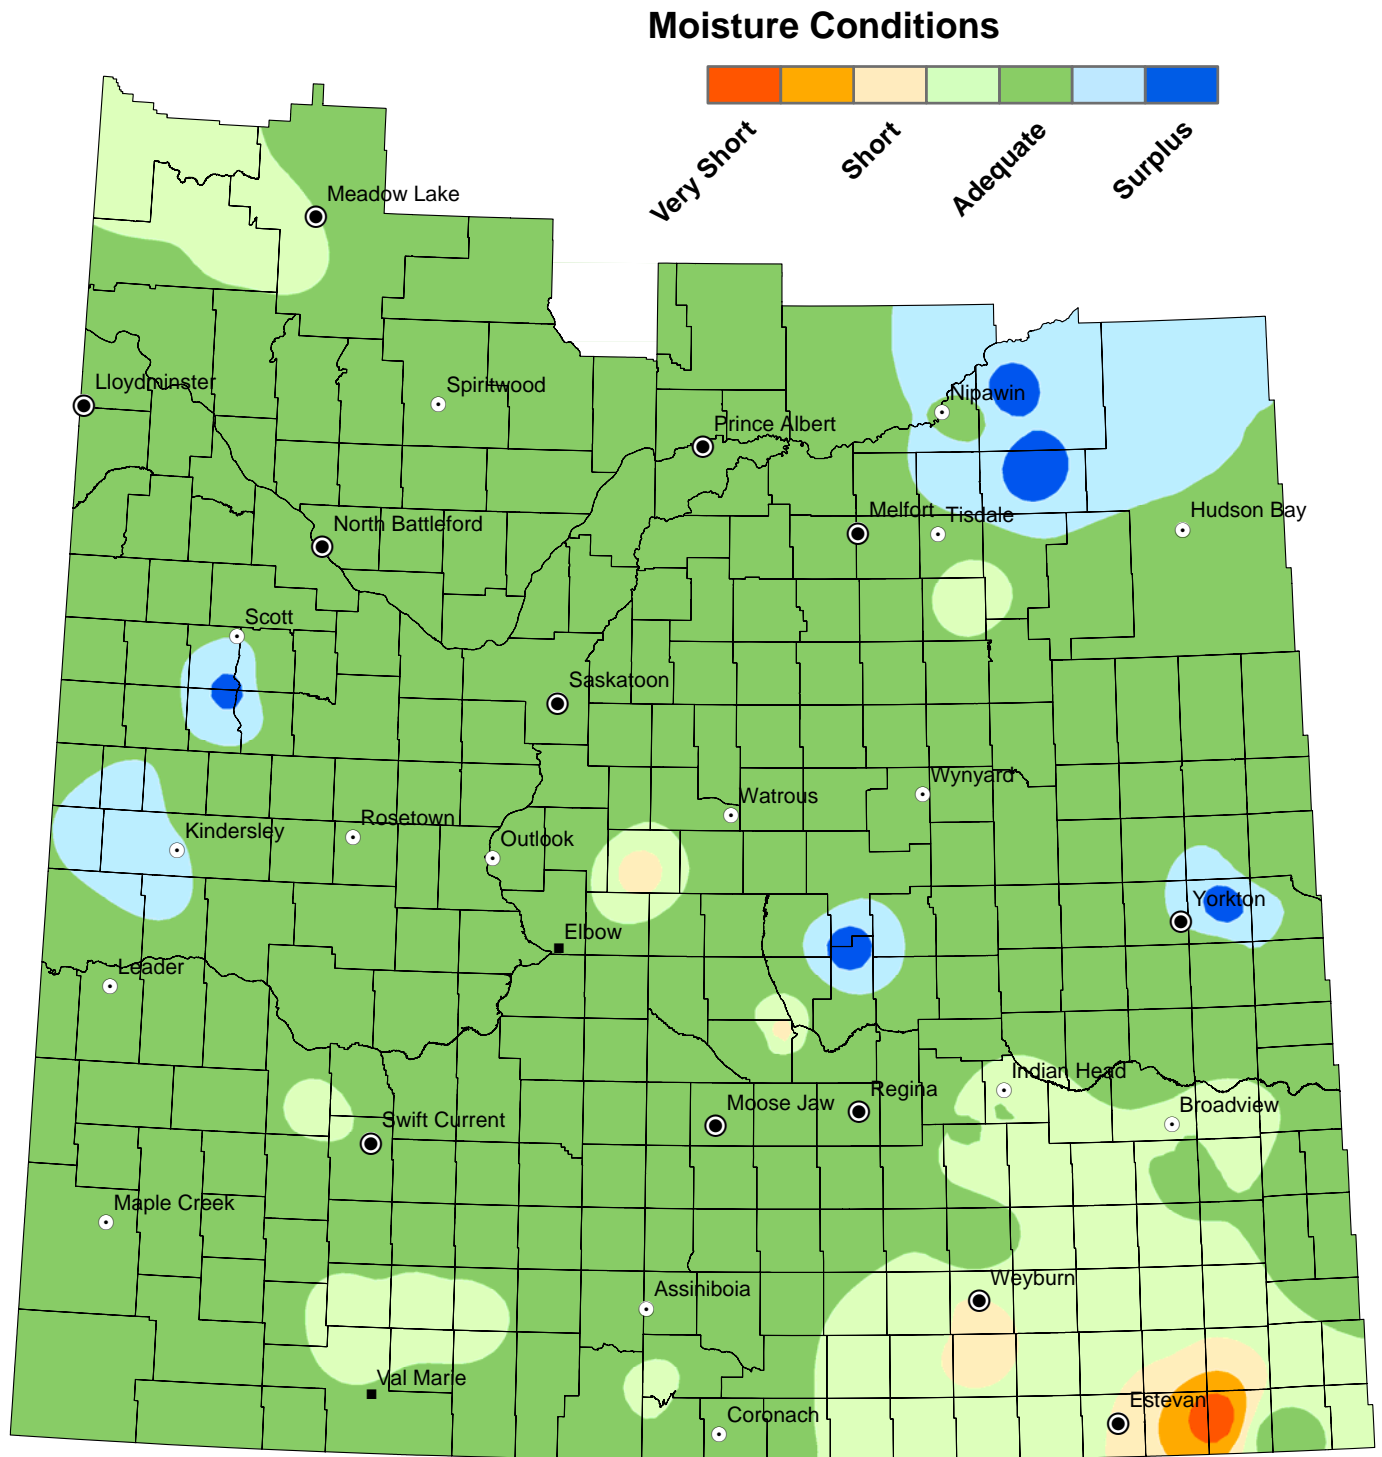 Moisture Conditions
Very Short
Short
Adequate
Surplus
Meadow Lake
Lloydminster
Spiritwood
Nipawin
Prince Albert
North Battleford
Melfort
Tisdale
Hudson Bay
Scott
Saskatoon
Wynyard
Watrous
Kindersley
Rosetown
Outlook
Yorkton
Elbow
Leader
Indian Head
Regina
Moose Jaw
Broadview
Swift Current
Maple Creek
Weyburn
Assiniboia
Val Marie
Estevan
Coronach